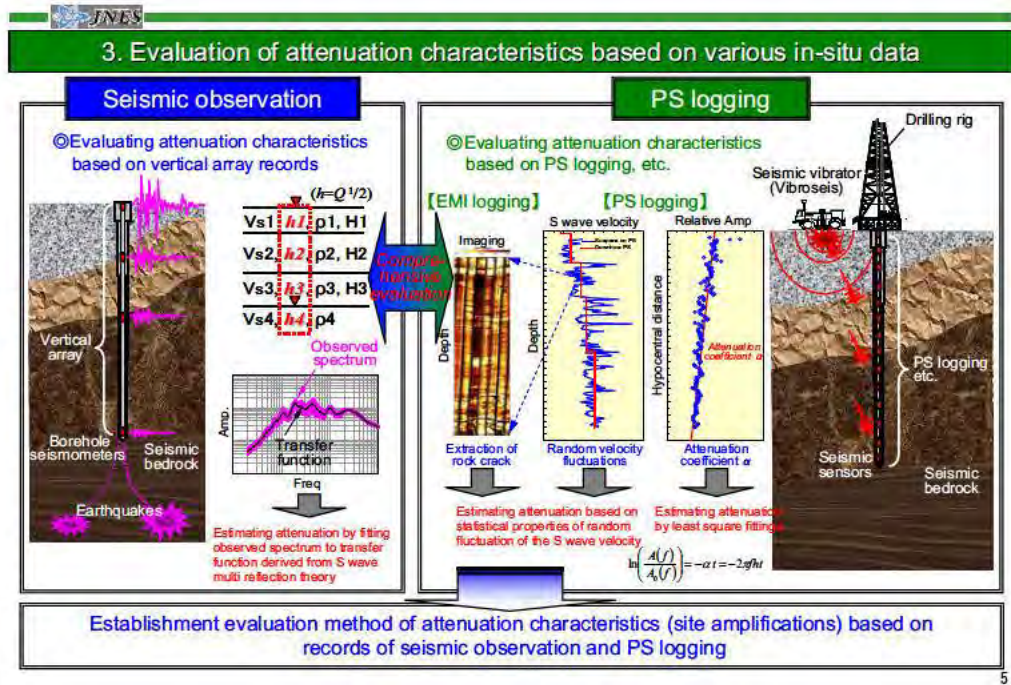 JNES
3. Evaluation of attenuation characteristics based on various in-situ data
Seismic observation
◎Evaluating attenuation characteristics
based on vertical array records
(h=Q⁻¹/2)
Vs1, h1, ρ1, H1
Vs2, h2, ρ2, H2
Vs3, h3, ρ3, H3
Vs4, h4, ρ4
Vertical
array
Borehole
seismometers
Seismic
bedrock
Earthquakes
Observed
spectrum
Amp.
Transfer
function
Freq
Estimating attenuation by fitting
observed spectrum to transfer
function derived from S wave
multi reflection theory
Compre-
hensive
evaluation
PS logging
◎Evaluating attenuation characteristics
based on PS logging, etc.
【EMI logging】
【PS logging】
Imaging
Depth
Extraction of
rock crack
S wave velocity
Depth
Random velocity
fluctuations
Relative Amp
Hypocentral distance
Attenuation
coefficient α
Attenuation
coefficient α
Estimating attenuation based on
statistical properties of random
fluctuation of the S wave velocity
Estimating attenuation
by least square fittings
ln(A(f)/A₀(f))=−αt=−2πfht
Drilling rig
Seismic vibrator
(Vibroseis)
PS logging
etc.
Seismic
sensors
Seismic
bedrock
Establishment evaluation method of attenuation characteristics (site amplifications) based on
records of seismic observation and PS logging
5